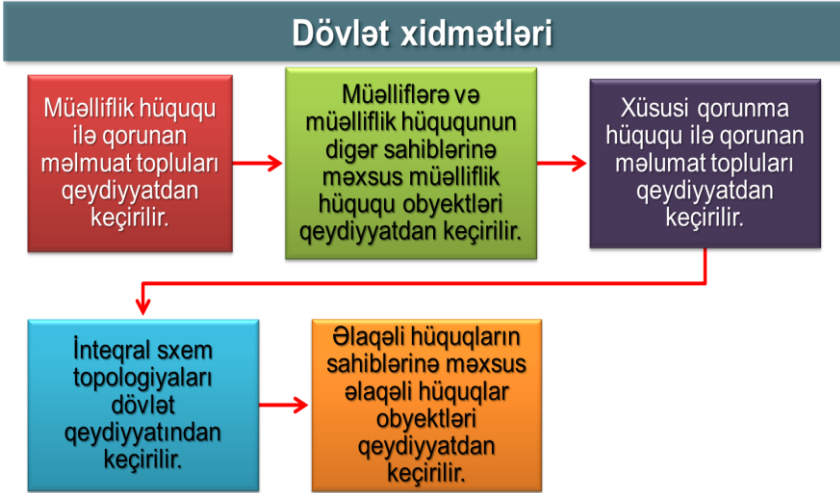 Dövlət xidmətləri
Müəlliflik hüququ
ilə qorunan
məlmuat topluları
qeydiyyatdan
keçirilir.
Müəlliflərə və
müəlliflik hüququnun
digər sahiblərinə
məxsus müəlliflik
hüququ obyektləri
qeydiyyatdan keçirilir.
Xüsusi qorunma
hüququ ilə qorunan
məlumat topluları
qeydiyyatdan
keçirilir.
İnteqral sxem
topologiyaları
dövlət
qeydiyyatından
keçirilir.
Əlaqəli hüquqların
sahiblərinə məxsus
əlaqəli hüquqlar
obyektləri
qeydiyyatdan
keçirilir.